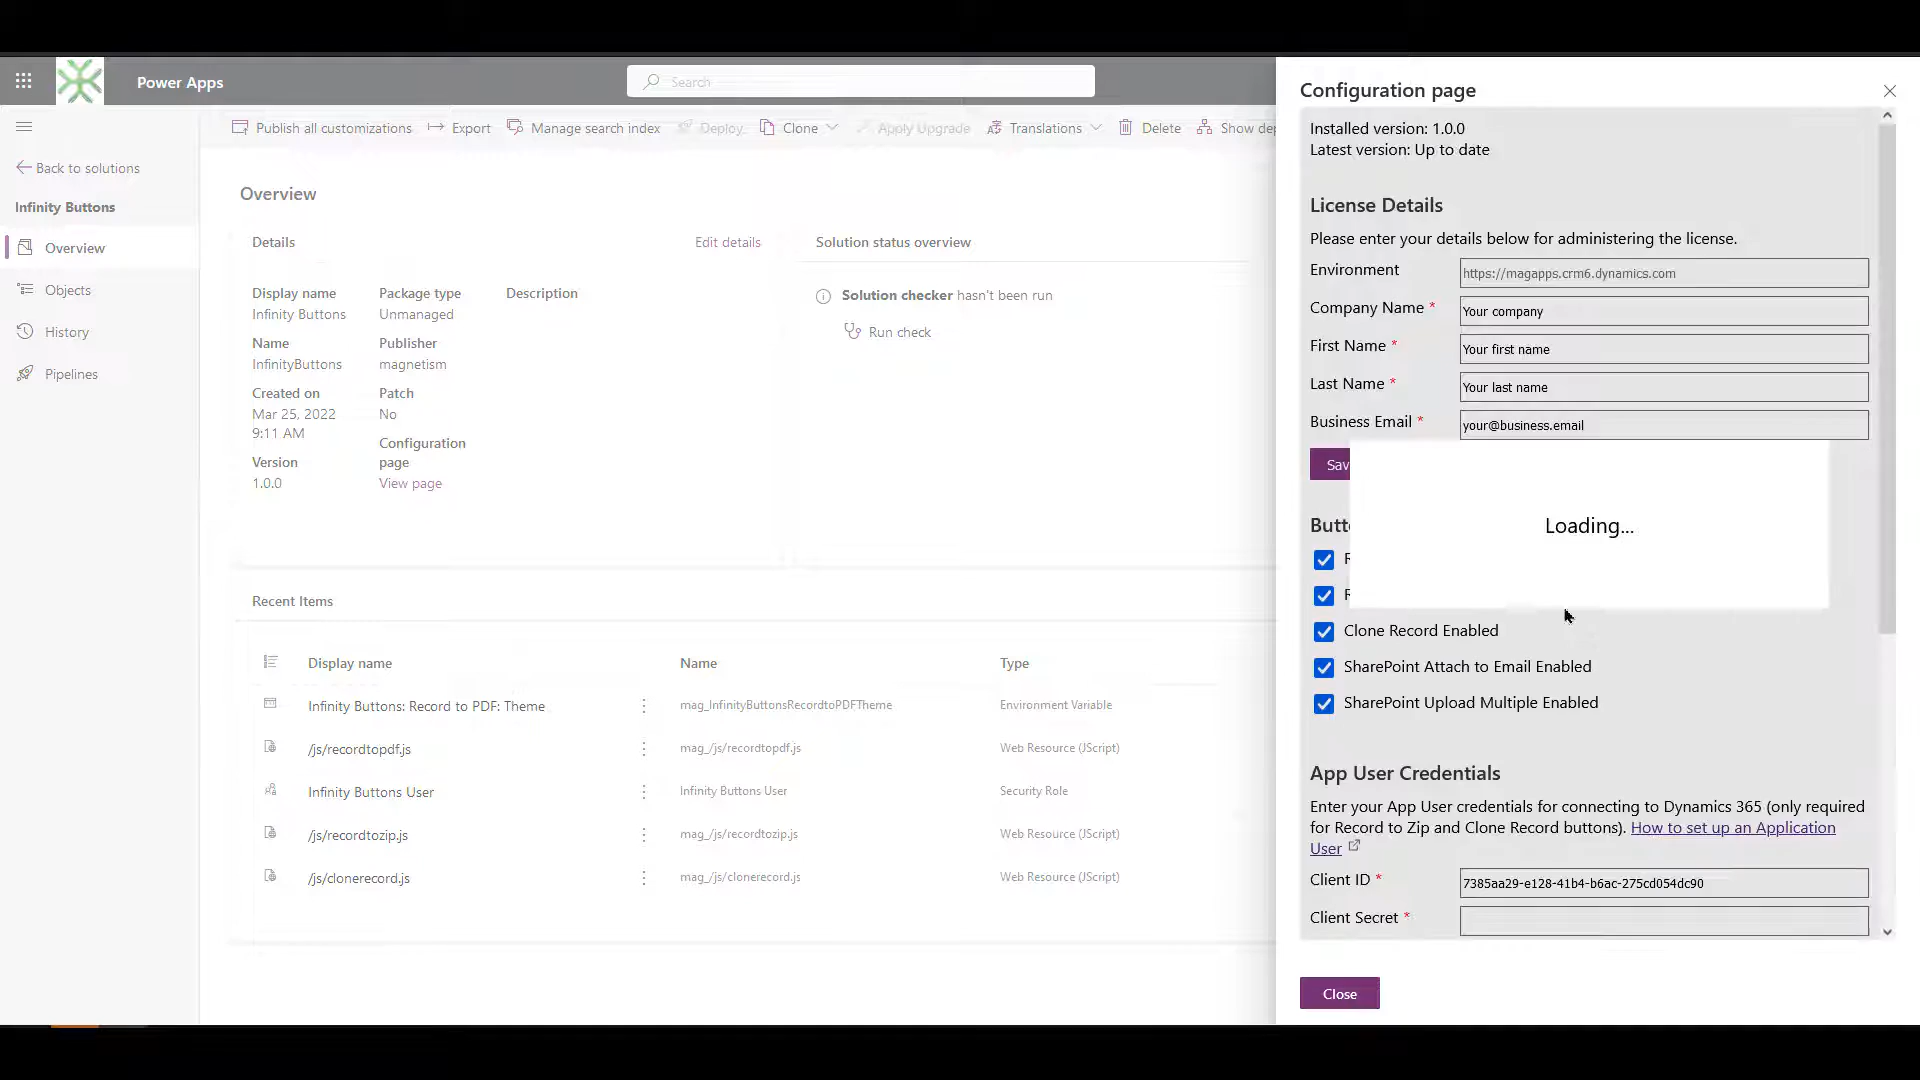 Power Apps
Search
Configuration page
Publish all customizations
Export
Manage search index
Deploy
Clone
Apply Upgrade
Translations
Delete
Show de
Back to solutions
Infinity Buttons
Overview
Objects
History
Pipelines
Overview
Details
Edit details
Display name
Infinity Buttons
Package type
Unmanaged
Description
Name
InfinityButtons
Publisher
magnetism
Created on
Mar 25, 2022
9:11 AM
Patch
No
Version
1.0.0
Configuration
page
View page
Solution status overview
Solution checker hasn't been run
Run check
Recent Items
Display name Name Type
Infinity Buttons: Record to PDF: Theme mag_InfinityButtonsRecordtoPDFTheme Environment Variable
/js/recordtopdf.js mag_/js/recordtopdf.js Web Resource (JScript)
Infinity Buttons User Infinity Buttons User Security Role
/js/recordtozip.js mag_/js/recordtozip.js Web Resource (JScript)
/js/clonerecord.js mag_/js/clonerecord.js Web Resource (JScript)
Installed version: 1.0.0
Latest version: Up to date
License Details
Please enter your details below for administering the license.
Environment https://magapps.crm6.dynamics.com
Company Name * Your company
First Name * Your first name
Last Name * Your last name
Business Email * your@business.email
Sav
Loading...
Butt
R
R
Clone Record Enabled
SharePoint Attach to Email Enabled
SharePoint Upload Multiple Enabled
App User Credentials
Enter your App User credentials for connecting to Dynamics 365 (only required
for Record to Zip and Clone Record buttons). How to set up an Application
User
Client ID * 7385aa29-e128-41b4-b6ac-275cd054dc90
Client Secret *
Close